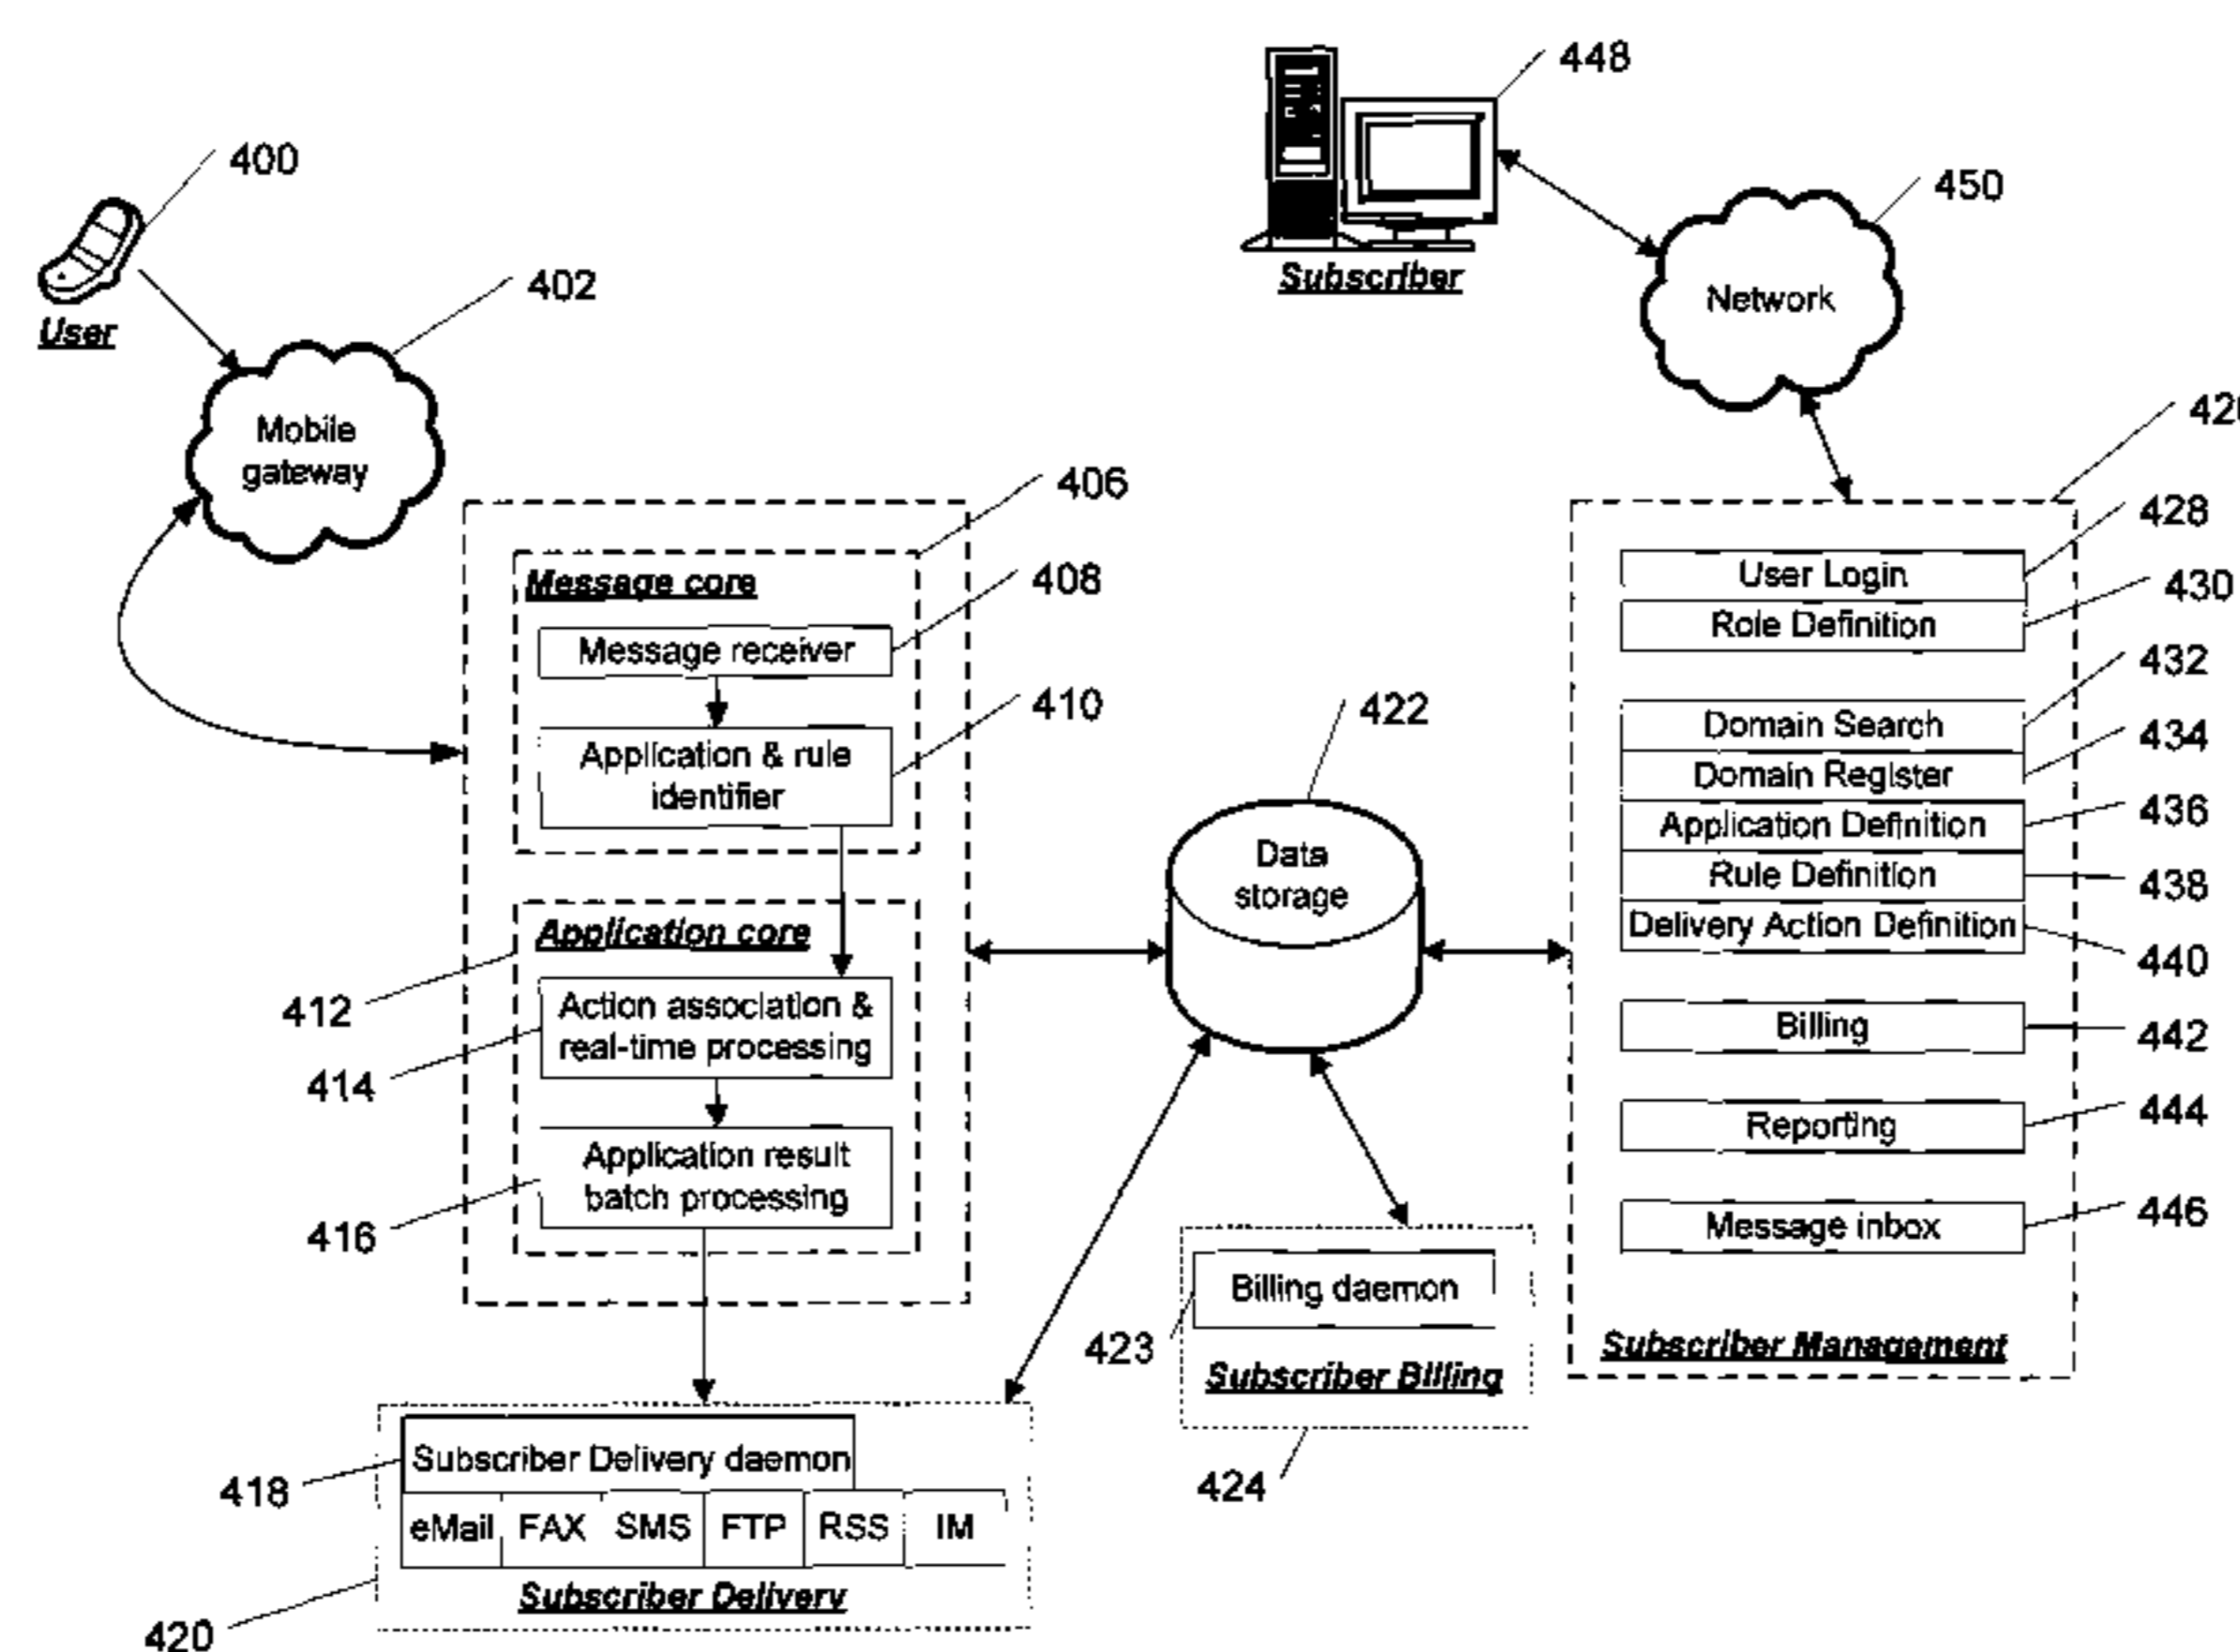 448
400
450
Subscriber
402
Network
User
Mobile
gateway
406
428
Message core
408
User Login
430
Role Definition
Message receiver
432
410
422
Domain Search
434
Application & rule
identifier
Domain Register
436
Application Definition
Data
storage
Rule Definition
438
Application core
Delivery Action Definition
440
412
Action association &
real-time processing
Billing
442
414
444
Application result
batch processing
Reporting
416
446
Message inbox
Billing daemon
423
Subscriber Management
Subscriber Billing
Subscriber Delivery daemon
418
424
eMail FAX SMS FTP RSS IM
Subscriber Delivery
420